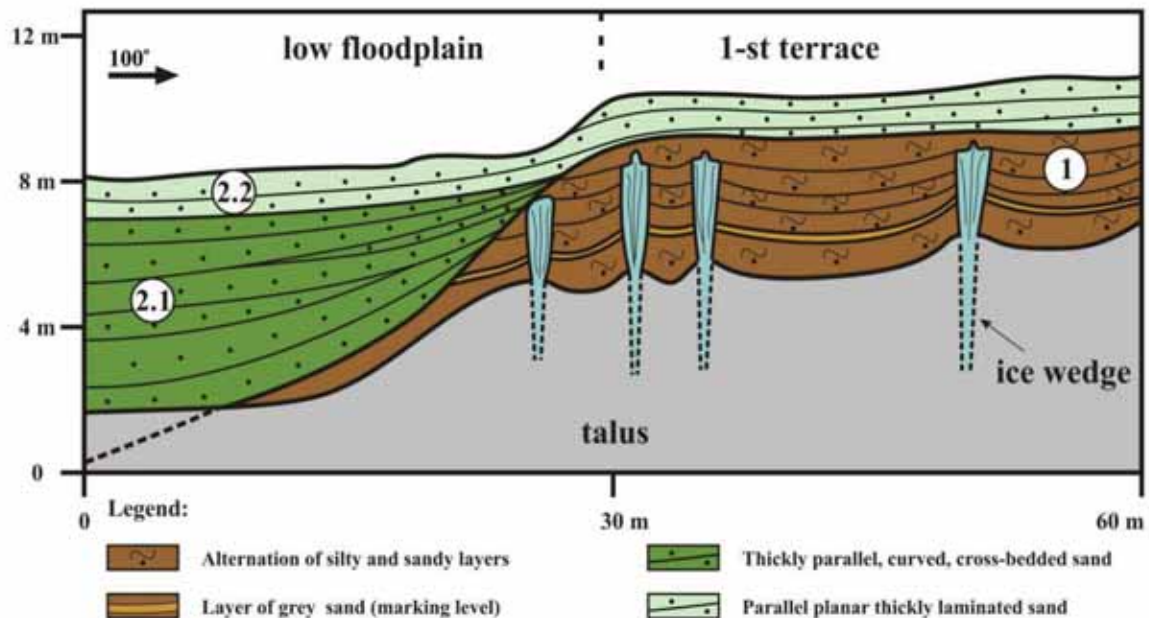 12 m
low floodplain
1-st terrace
100°
8 m
2.2
1
2.1
4 m
ice wedge
talus
0
0
30 m
60 m
Legend:
Alternation of silty and sandy layers
Thickly parallel, curved, cross-bedded sand
Layer of grey sand (marking level)
Parallel planar thickly laminated sand